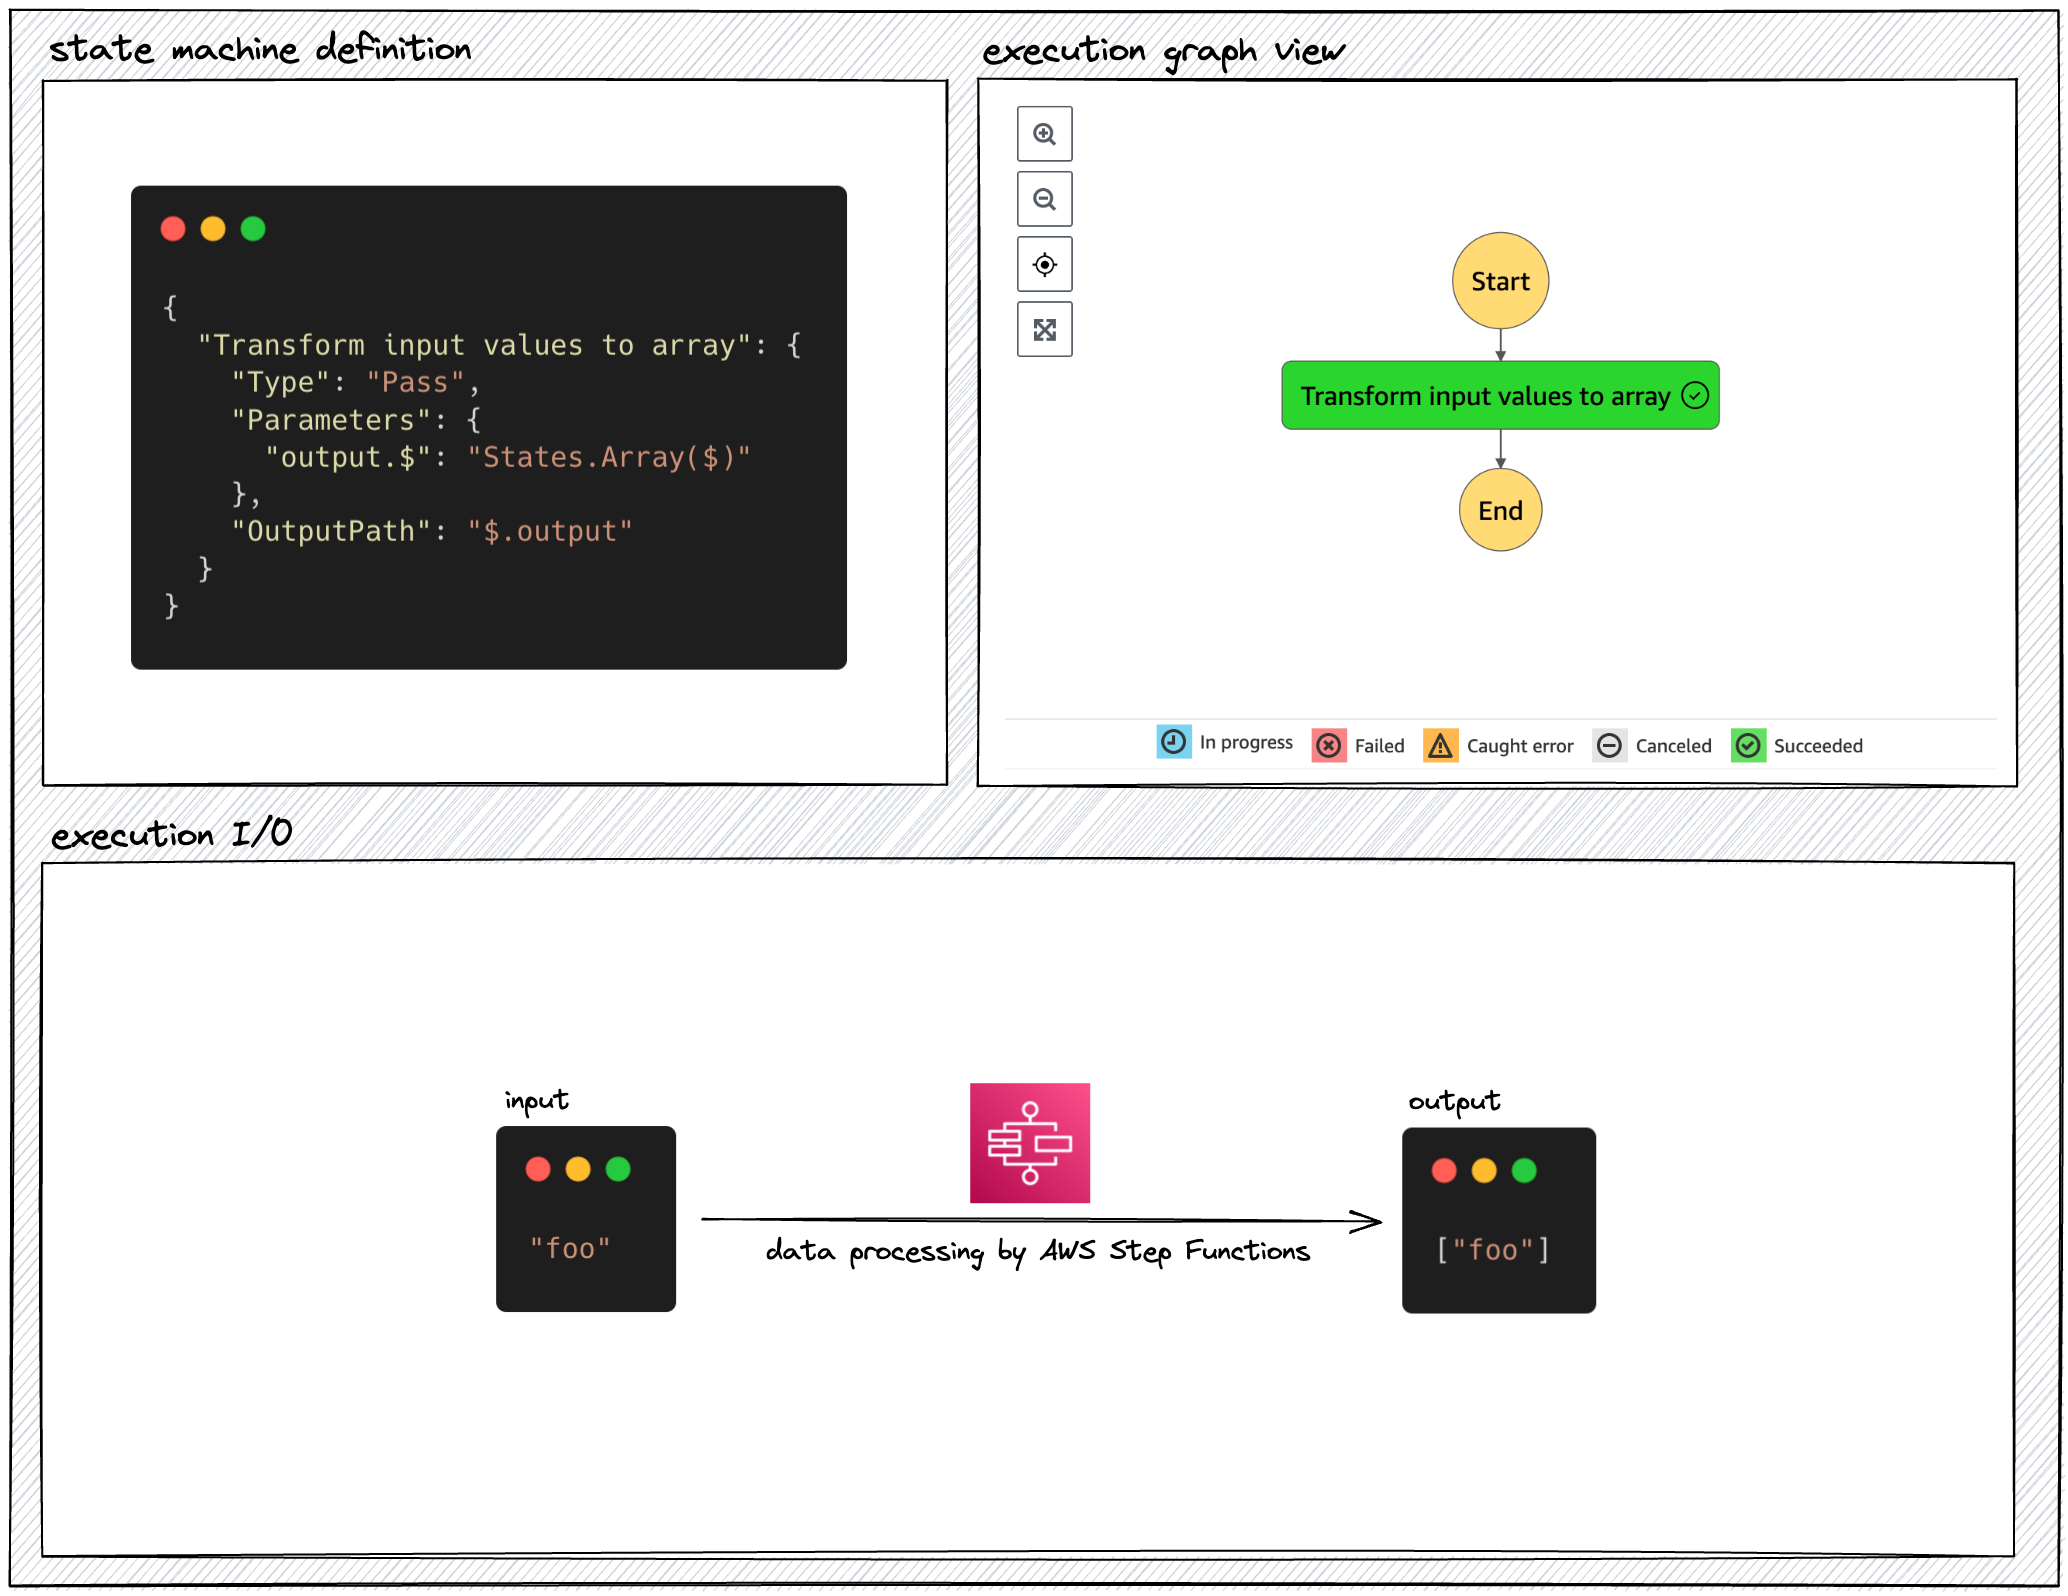 state machine definition
{
  "Transform input values to array": {
    "Type": "Pass",
    "Parameters": {
      "output.$": "States.Array($)"
    },
    "OutputPath": "$.output"
  }
}
execution graph view
Start
Transform input values to array
End
In progress
Failed
Caught error
Canceled
Succeeded
execution I/O
input
"foo"
data processing by AWS Step Functions
output
["foo"]